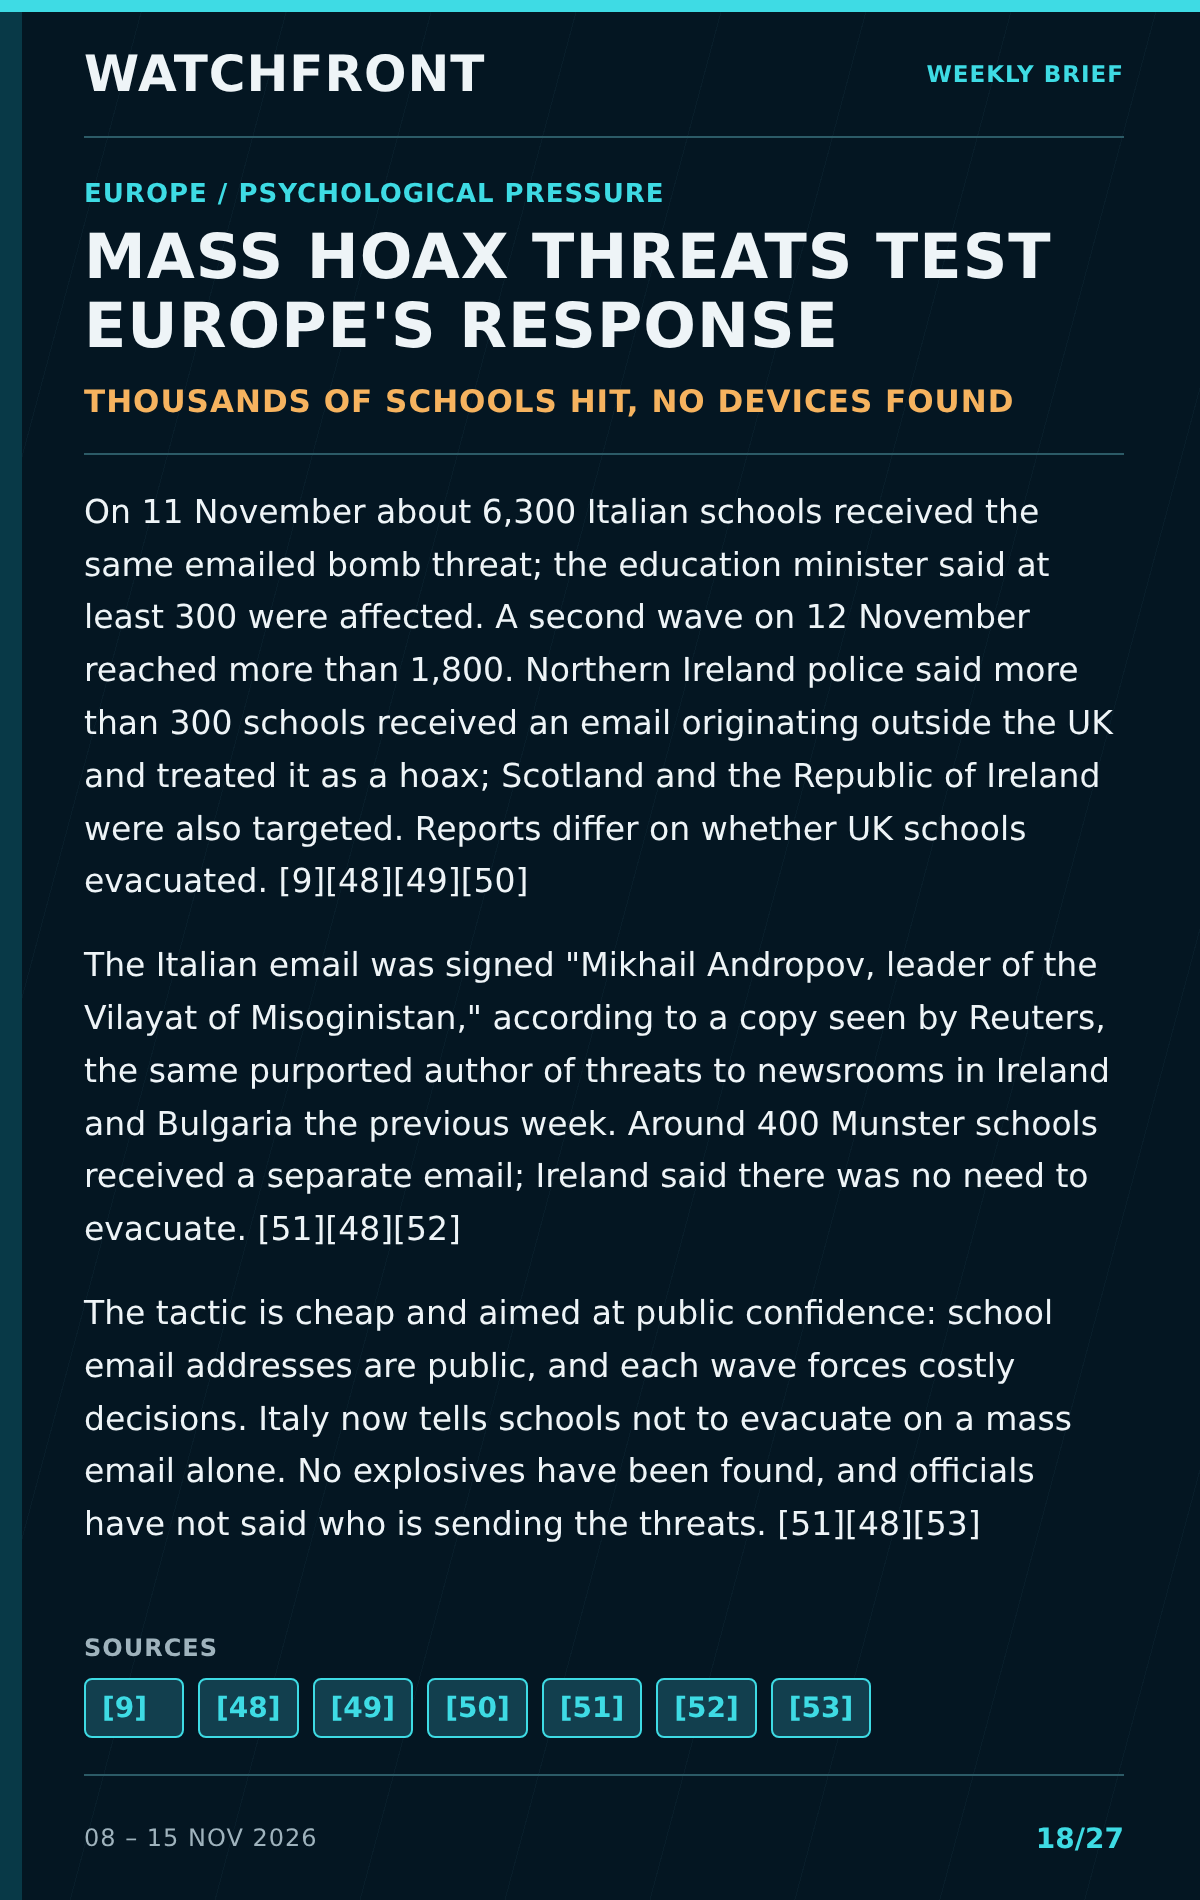 WATCHFRONT
WEEKLY BRIEF
EUROPE / PSYCHOLOGICAL PRESSURE
MASS HOAX THREATS TEST
EUROPE'S RESPONSE
THOUSANDS OF SCHOOLS HIT, NO DEVICES FOUND
On 11 November about 6,300 Italian schools received the
same emailed bomb threat; the education minister said at
least 300 were affected. A second wave on 12 November
reached more than 1,800. Northern Ireland police said more
than 300 schools received an email originating outside the UK
and treated it as a hoax; Scotland and the Republic of Ireland
were also targeted. Reports differ on whether UK schools
evacuated. [9][48][49][50]
The Italian email was signed "Mikhail Andropov, leader of the
Vilayat of Misoginistan," according to a copy seen by Reuters,
the same purported author of threats to newsrooms in Ireland
and Bulgaria the previous week. Around 400 Munster schools
received a separate email; Ireland said there was no need to
evacuate. [51][48][52]
The tactic is cheap and aimed at public confidence: school
email addresses are public, and each wave forces costly
decisions. Italy now tells schools not to evacuate on a mass
email alone. No explosives have been found, and officials
have not said who is sending the threats. [51][48][53]
SOURCES
[9] [48] [49] [50] [51] [52] [53]
08 – 15 NOV 2026
18/27